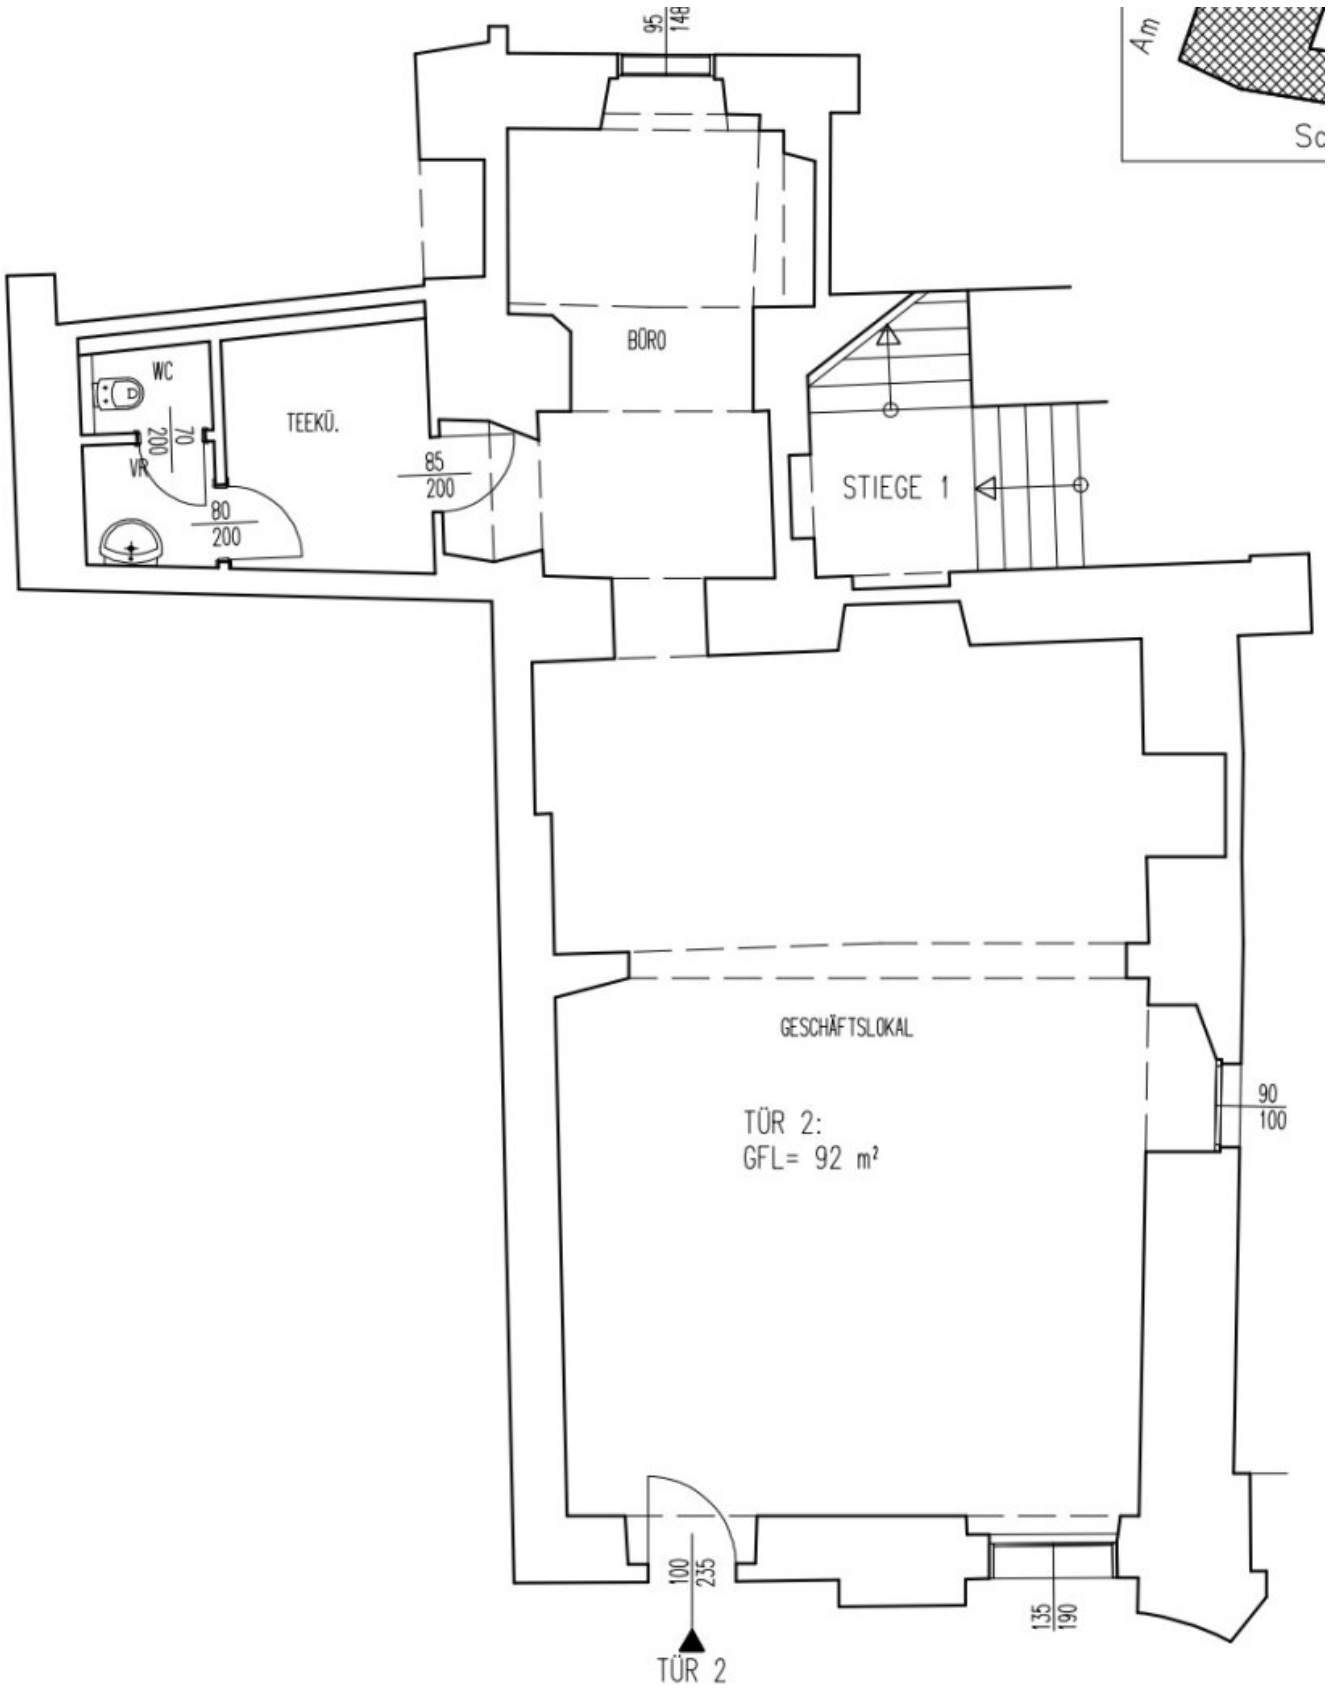 95
148
Am
Sc
BÜRO
WC
TEEKÜ.
70
200
VR
85
200
80
200
STIEGE 1
GESCHÄFTSLOKAL
TÜR 2:
GFL= 92 m²
90
100
100
235
135
190
TÜR 2